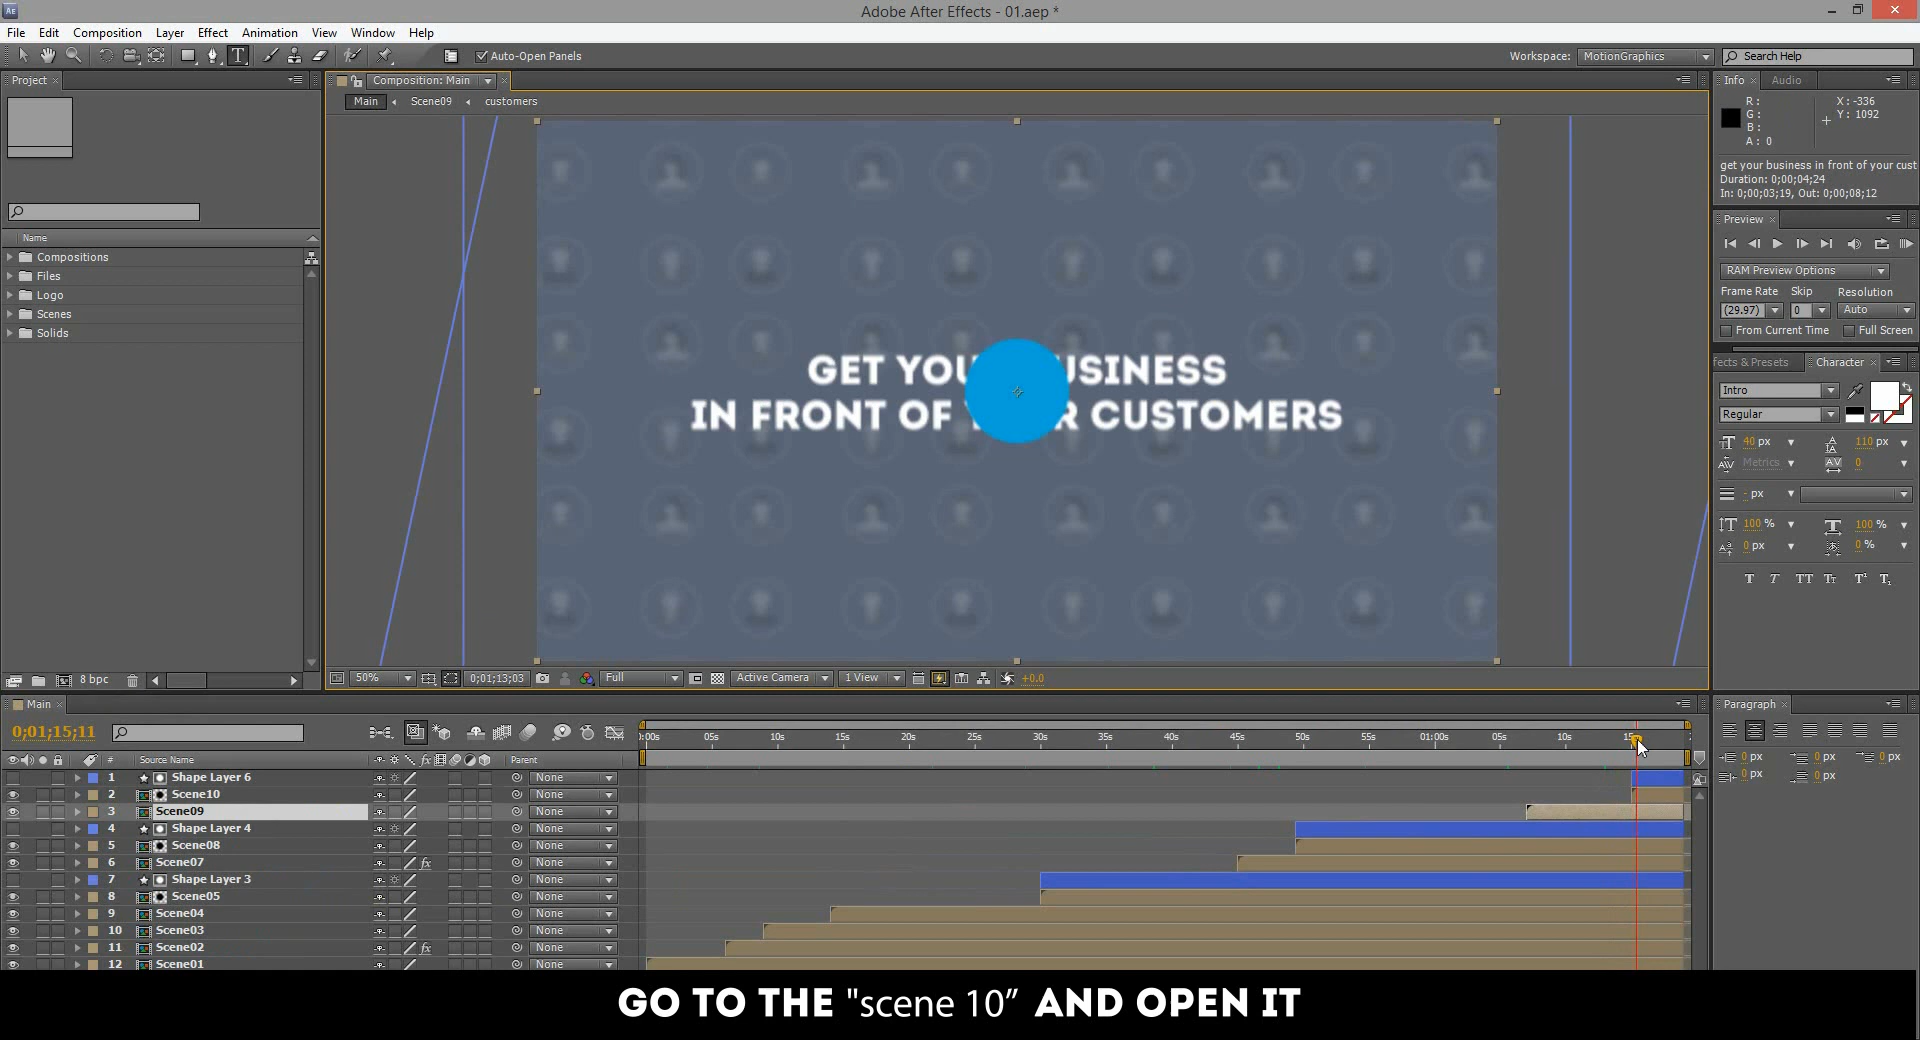 Adobe After Effects - 01.aep *
File Edit Composition Layer Effect Animation View Window Help
Auto-Open Panels
Workspace: MotionGraphics
Search Help
Project
Composition: Main
Info
Audio
Main
Scene09
customers
R:
G:
B:
A: 0
X: -336
Y: 1092
get your business in front of your cust
Duration: 0;00;04;24
In: 0;00;03;19, Out: 0;00;08;12
Name
Compositions
Files
Logo
Scenes
Solids
8 bpc
GET YOU USINESS
IN FRONT OF R CUSTOMERS
50%
0;01;13;03
Full
Active Camera
1 View
+0.0
Preview
RAM Preview Options
Frame Rate Skip Resolution
(29.97) 0 Auto
From Current Time Full Screen
fects & Presets Character
Intro
Regular
40 px 110 px
Metrics 0
- px
100 % 100 %
0 px 0 %
Main
0;01;15;11
:00s 05s 10s 15s 20s 25s 30s 35s 40s 45s 50s 55s 01:00s 05s 10s 15
# Source Name Parent
1 Shape Layer 6 None
2 Scene10 None
3 Scene09 None
4 Shape Layer 4 None
5 Scene08 None
6 Scene07 fx None
7 Shape Layer 3 None
8 Scene05 None
9 Scene04 None
10 Scene03 None
11 Scene02 fx None
12 Scene01 None
Paragraph
0 px 0 px 0 px
0 px 0 px
GO TO THE "scene 10” AND OPEN IT